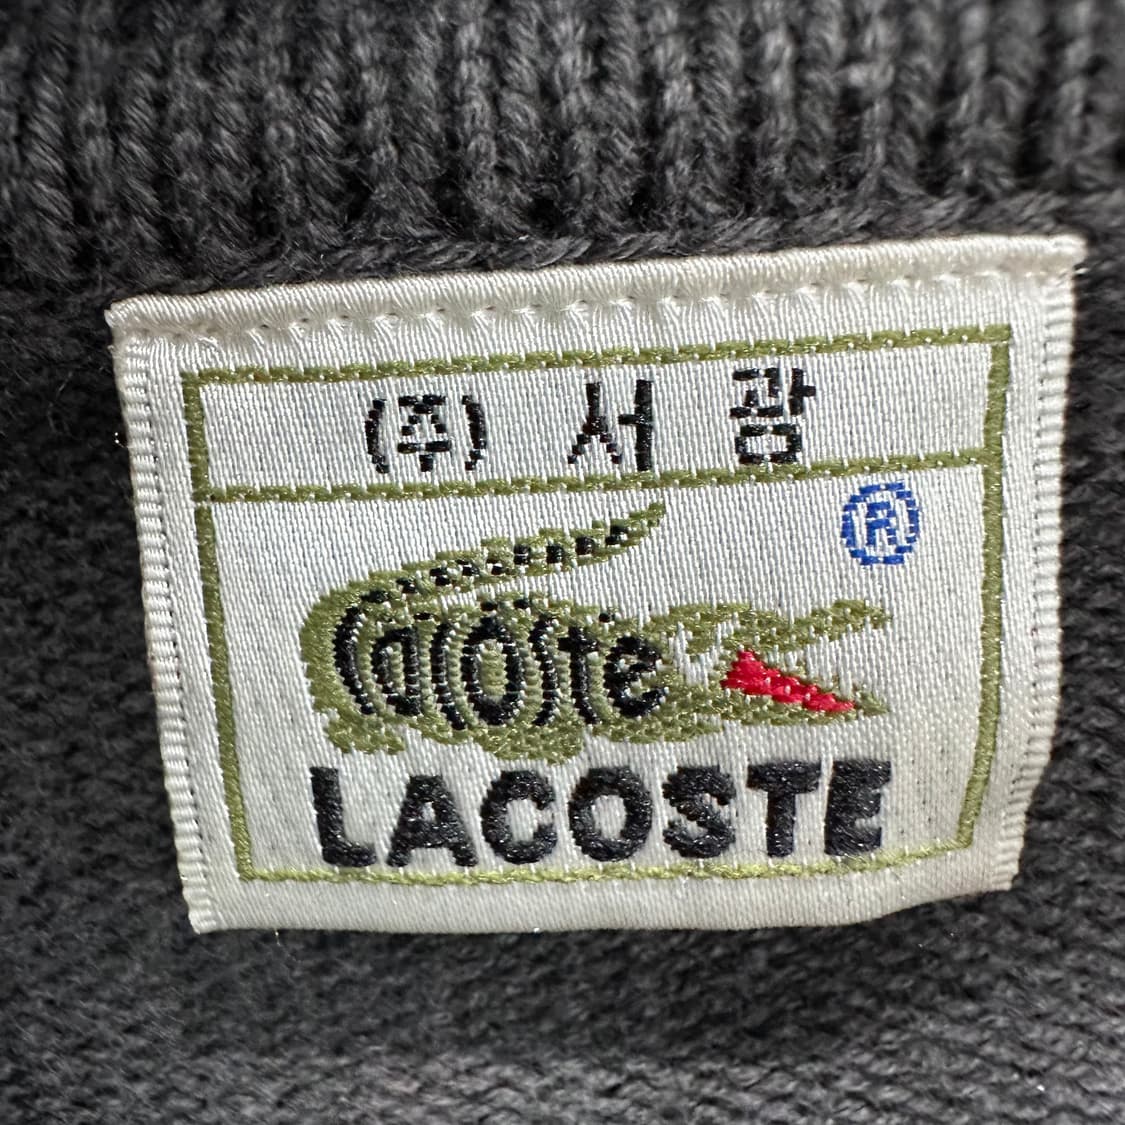 (주) 서 광
®
Lacoste
LACOSTE